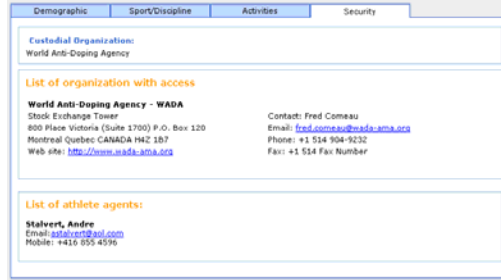 Demographic Sport/Discipline Activities Security
Custodial Organization:
World Anti-Doping Agency
List of organization with access
World Anti-Doping Agency - WADA
Stock Exchange Tower
800 Place Victoria (Suite 1700) P.O. Box 120
Montreal Quebec CANADA H4Z 1B7
Web site: http://www.wada-ama.org
Contact: Fred Comeau
Email: fred.comeau@wada-ama.org
Phone: +1 514 904-9232
Fax: +1 514 Fax Number
List of athlete agents:
Stalvert, Andre
Email:astalvert@aol.com
Mobile: +416 855 4596